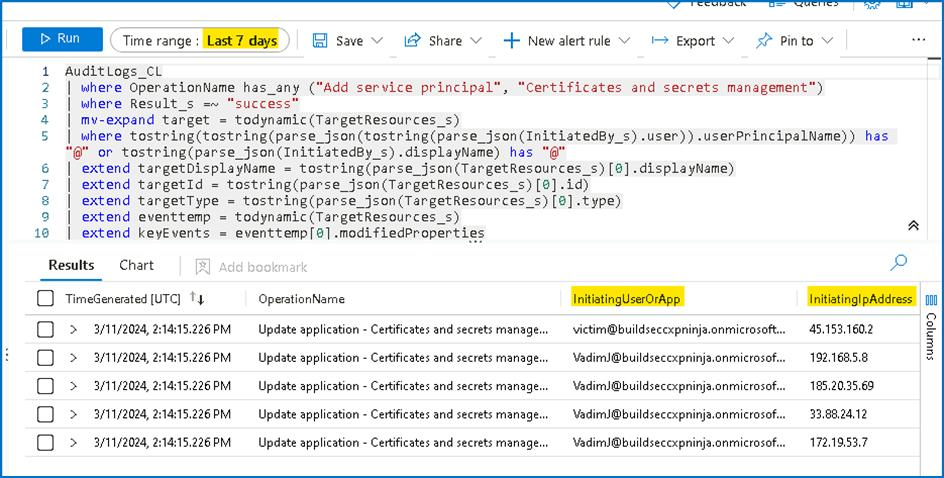 Feedback Queries
Run Time range : Last 7 days Save Share New alert rule Export Pin to ...
1 AuditLogs_CL
2 | where OperationName has_any ("Add service principal", "Certificates and secrets management")
3 | where Result_s =~ "success"
4 | mv-expand target = todynamic(TargetResources_s)
5 | where tostring(tostring(parse_json(tostring(parse_json(InitiatedBy_s).user)).userPrincipalName)) has
"@" or tostring(parse_json(InitiatedBy_s).displayName) has "@"
6 | extend targetDisplayName = tostring(parse_json(TargetResources_s)[0].displayName)
7 | extend targetId = tostring(parse_json(TargetResources_s)[0].id)
8 | extend targetType = tostring(parse_json(TargetResources_s)[0].type)
9 | extend eventtemp = todynamic(TargetResources_s)
10 | extend keyEvents = eventtemp[0].modifiedProperties
Results Chart Add bookmark
TimeGenerated [UTC] OperationName InitiatingUserOrApp InitiatingIpAddress
3/11/2024, 2:14:15.226 PM Update application - Certificates and secrets manage... victim@buildseccxpninja.onmicrosoft... 45.153.160.2
3/11/2024, 2:14:15.226 PM Update application - Certificates and secrets manage... VadimJ@buildseccxpninja.onmicrosof... 192.168.5.8
3/11/2024, 2:14:15.226 PM Update application - Certificates and secrets manage... VadimJ@buildseccxpninja.onmicrosof... 185.20.35.69
3/11/2024, 2:14:15.226 PM Update application - Certificates and secrets manage... VadimJ@buildseccxpninja.onmicrosof... 33.88.24.12
3/11/2024, 2:14:15.226 PM Update application - Certificates and secrets manage... VadimJ@buildseccxpninja.onmicrosof... 172.19.53.7
Columns